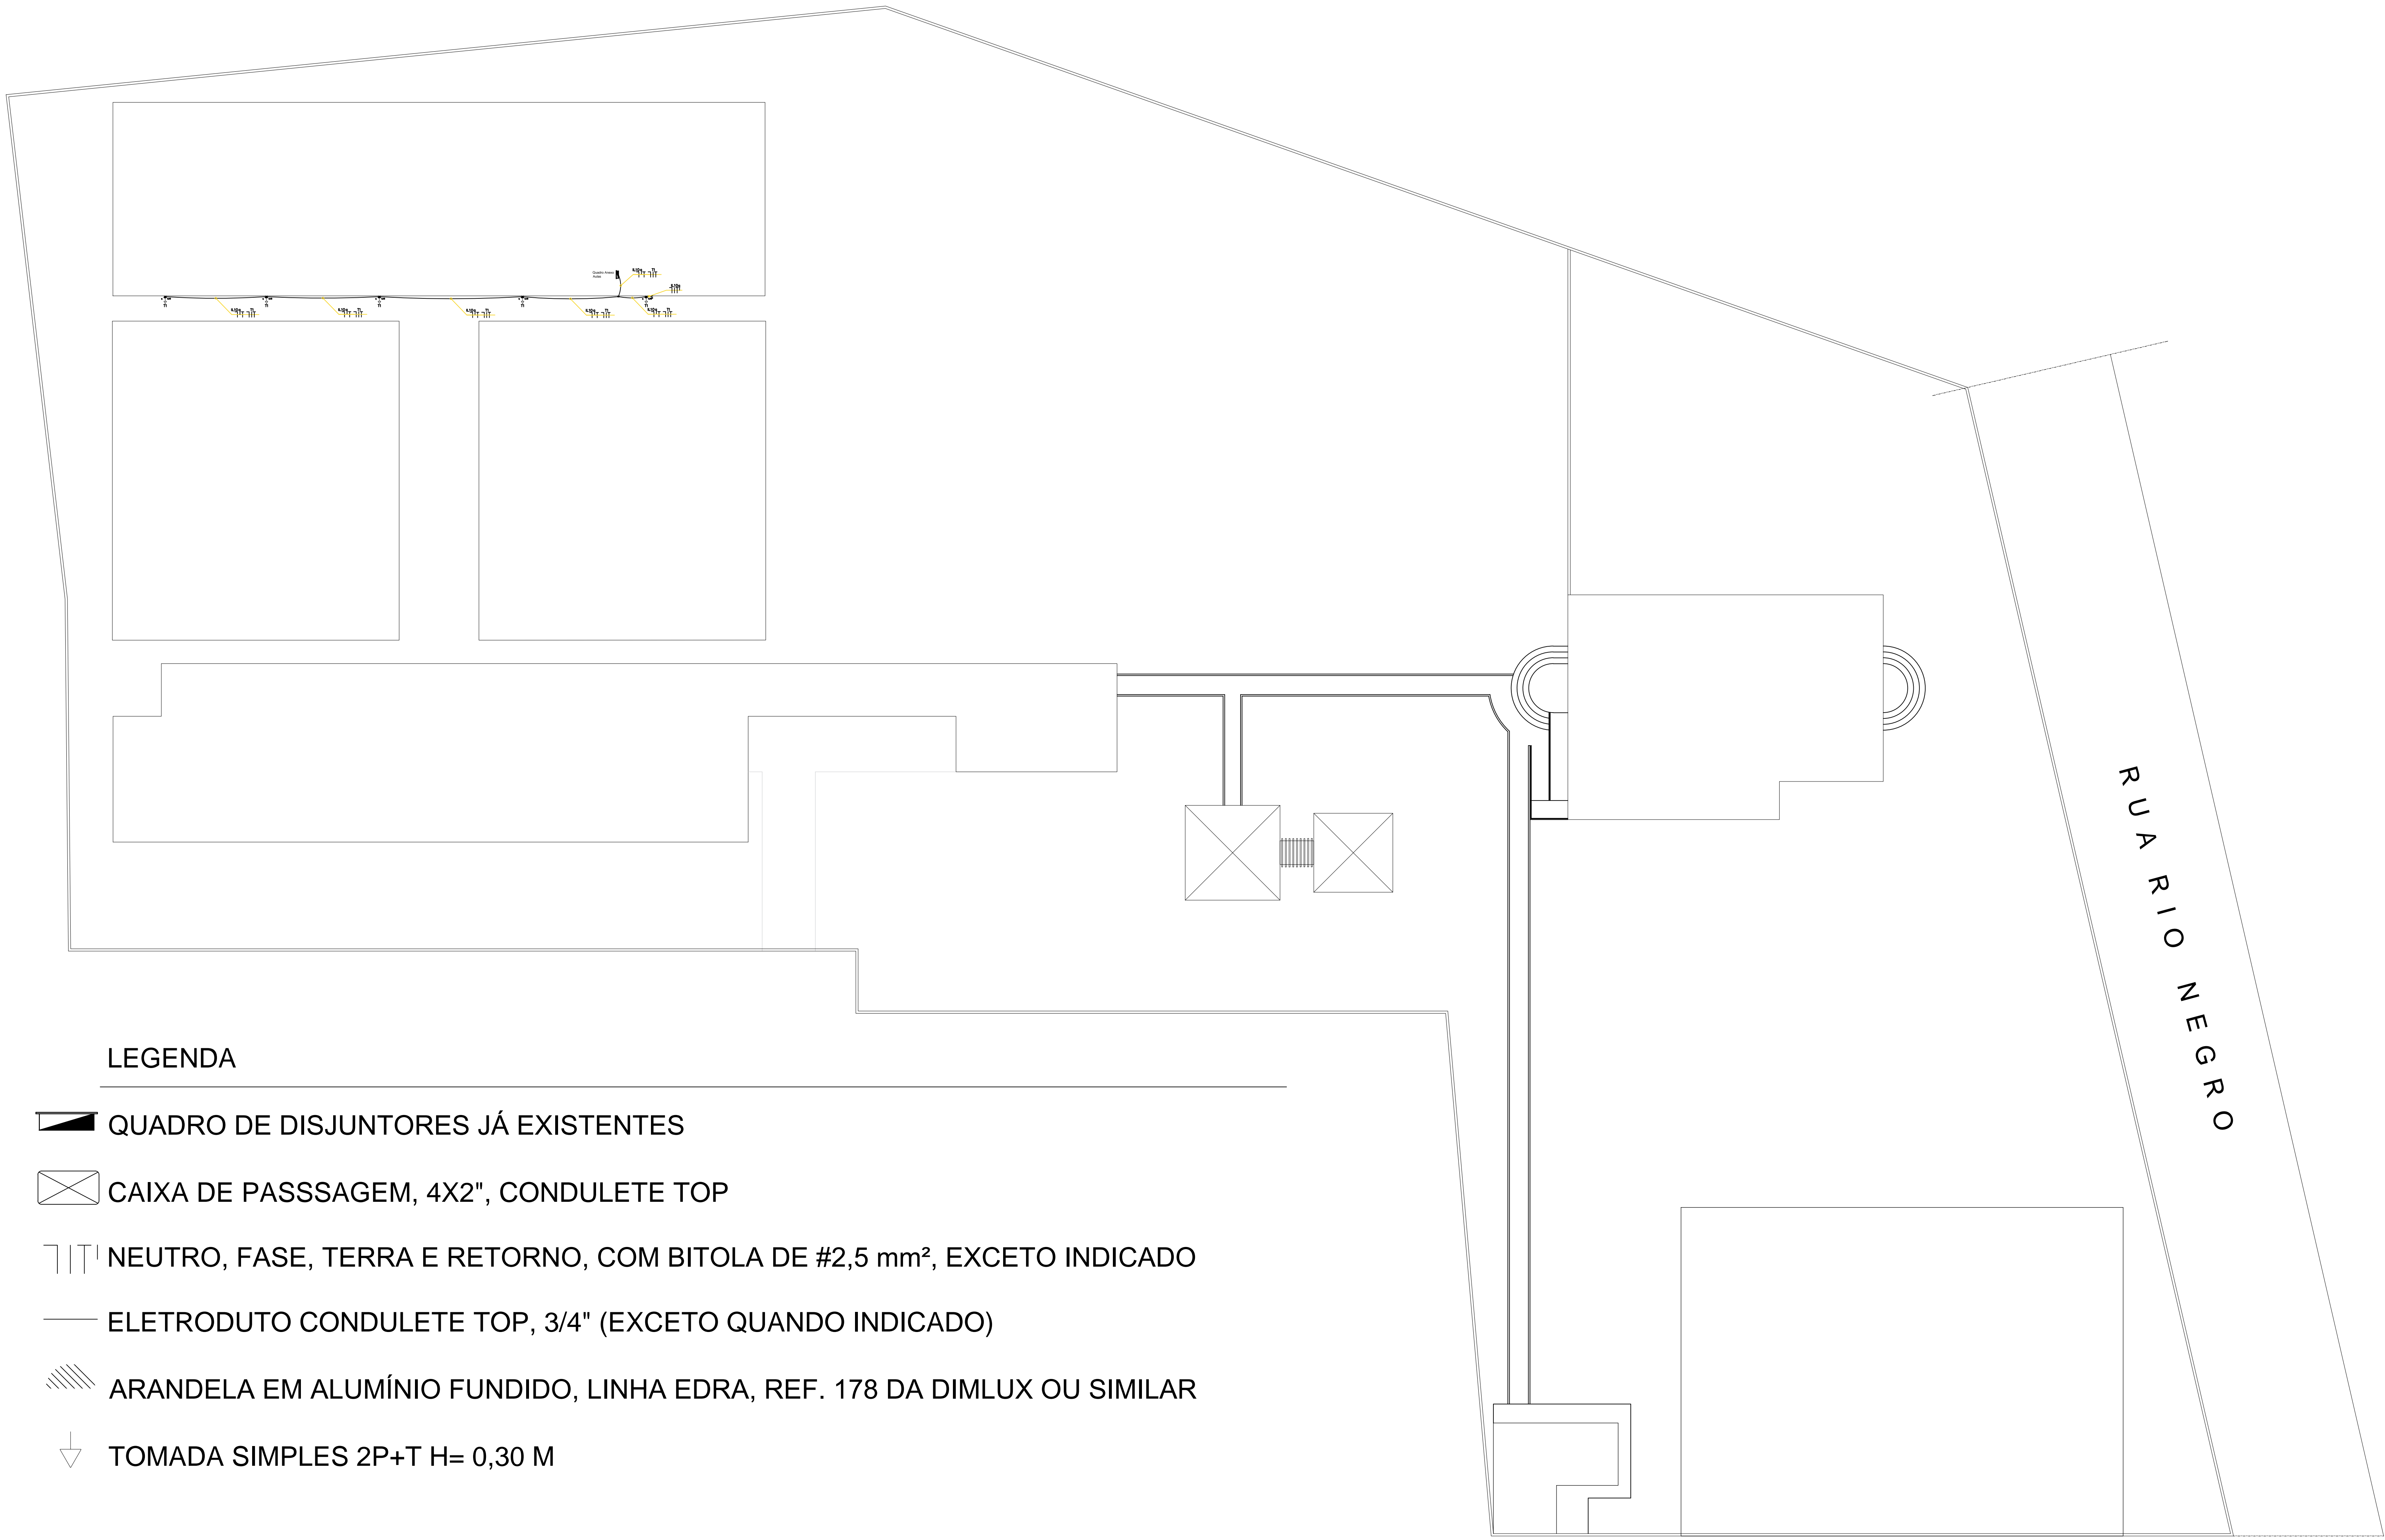 Quadro Anexo
RUA RIO NEGRO
LEGENDA
QUADRO DE DISJUNTORES JÁ EXISTENTES
CAIXA DE PASSSAGEM, 4X2", CONDULETE TOP
NEUTRO, FASE, TERRA E RETORNO, COM BITOLA DE #2,5 mm², EXCETO INDICADO
ELETRODUTO CONDULETE TOP, 3/4" (EXCETO QUANDO INDICADO)
ARANDELA EM ALUMÍNIO FUNDIDO, LINHA EDRA, REF. 178 DA DIMLUX OU SIMILAR
TOMADA SIMPLES 2P+T H= 0,30 M